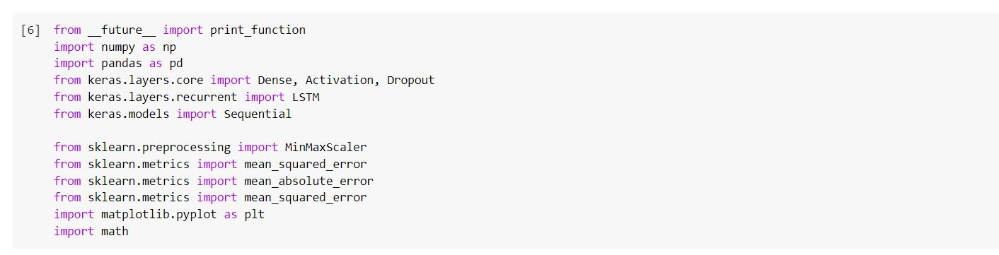 [6] from __future__ import print_function
import numpy as np
import pandas as pd
from keras.layers.core import Dense, Activation, Dropout
from keras.layers.recurrent import LSTM
from keras.models import Sequential
from sklearn.preprocessing import MinMaxScaler
from sklearn.metrics import mean_squared_error
from sklearn.metrics import mean_absolute_error
from sklearn.metrics import mean_squared_error
import matplotlib.pyplot as plt
import math